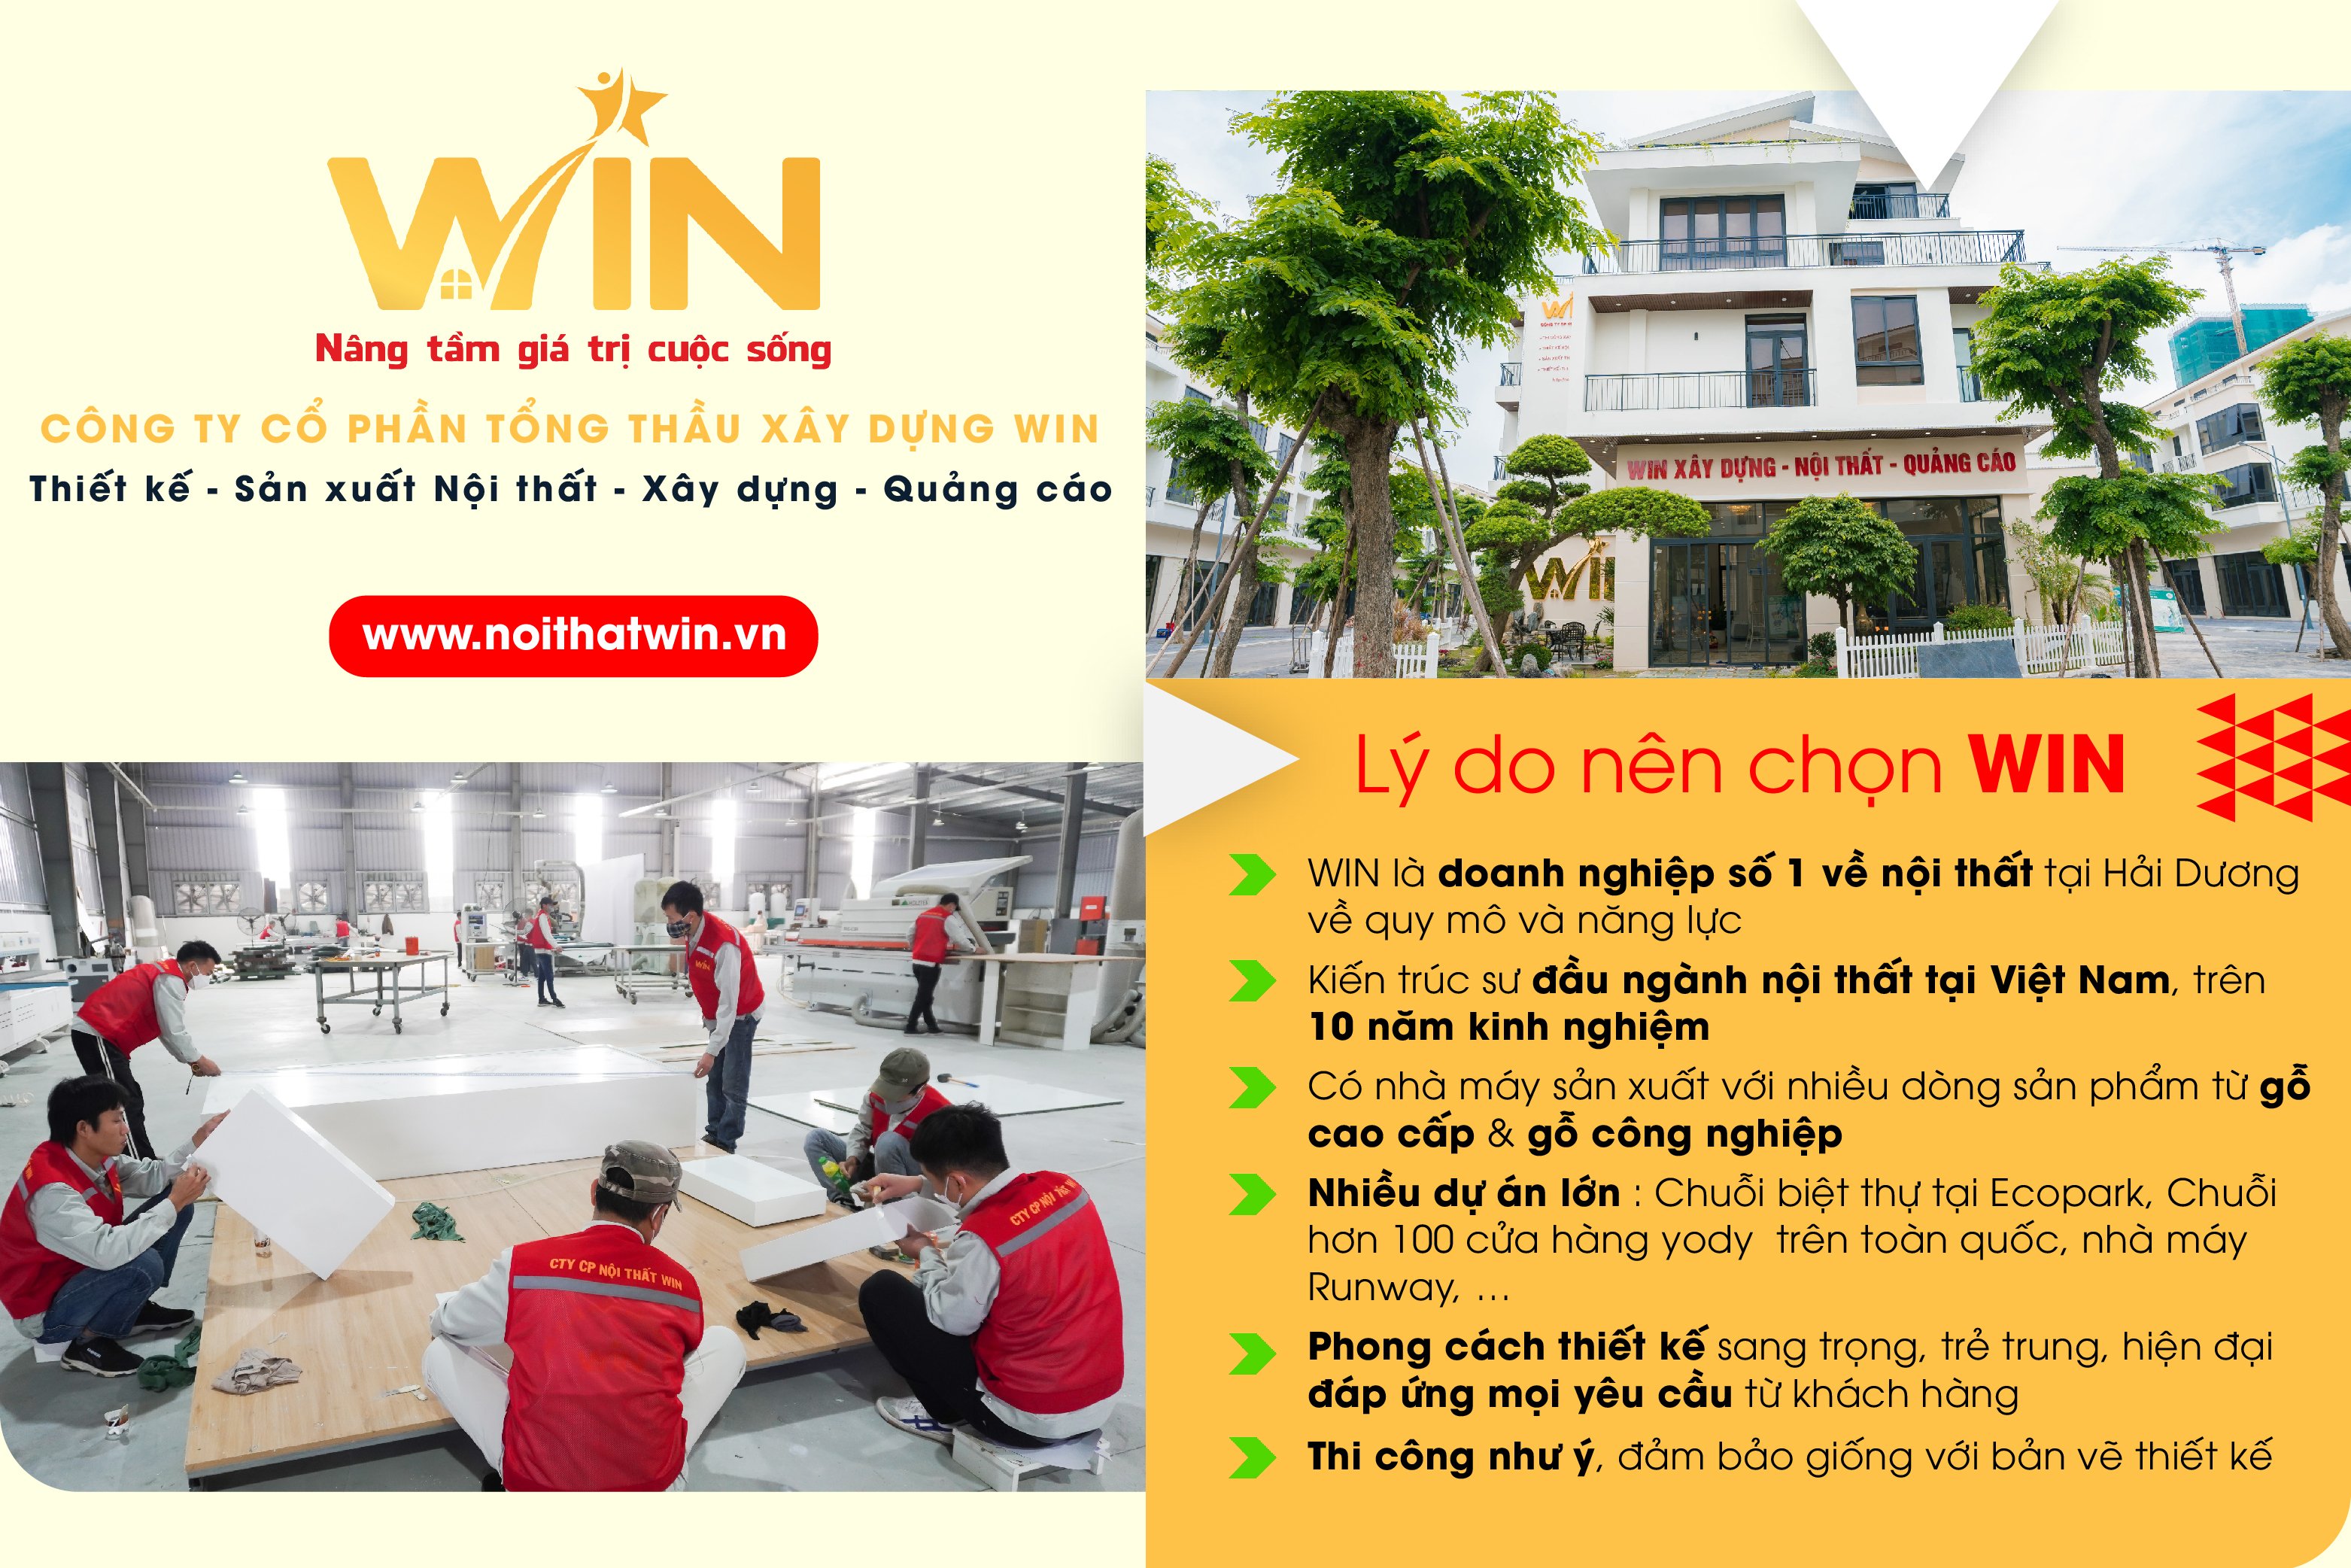 WIN
Nâng tầm giá trị cuộc sống
CÔNG TY CỔ PHẦN TỔNG THẦU XÂY DỰNG WIN
Thiết kế - Sản xuất Nội thất - Xây dựng - Quảng cáo
www.noithatwin.vn
WIN XÂY DỰNG - NỘI THẤT - QUẢNG CÁO
WIN
Lý do nên chọn WIN
WIN là doanh nghiệp số 1 về nội thất tại Hải Dương
về quy mô và năng lực
Kiến trúc sư đầu ngành nội thất tại Việt Nam, trên
10 năm kinh nghiệm
Có nhà máy sản xuất với nhiều dòng sản phẩm từ gỗ
cao cấp & gỗ công nghiệp
Nhiều dự án lớn : Chuỗi biệt thự tại Ecopark, Chuỗi
hơn 100 cửa hàng yody trên toàn quốc, nhà máy
Runway, ...
Phong cách thiết kế sang trọng, trẻ trung, hiện đại
đáp ứng mọi yêu cầu từ khách hàng
Thi công như ý, đảm bảo giống với bản vẽ thiết kế
WIN
CTY CP NỘI THẤT WIN
CTY CP NỘI